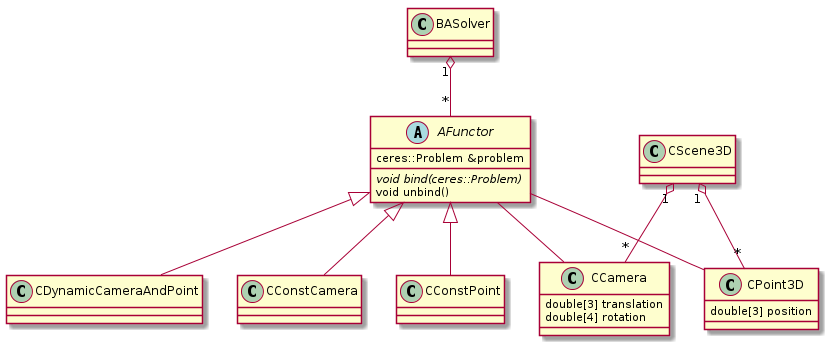 C BASolver
1
*
A AFunctor
ceres::Problem &problem
void bind(ceres::Problem)
void unbind()
C CScene3D
1 1
* *
C CDynamicCameraAndPoint
C CConstCamera
C CConstPoint
C CCamera
double[3] translation
double[4] rotation
C CPoint3D
double[3] position